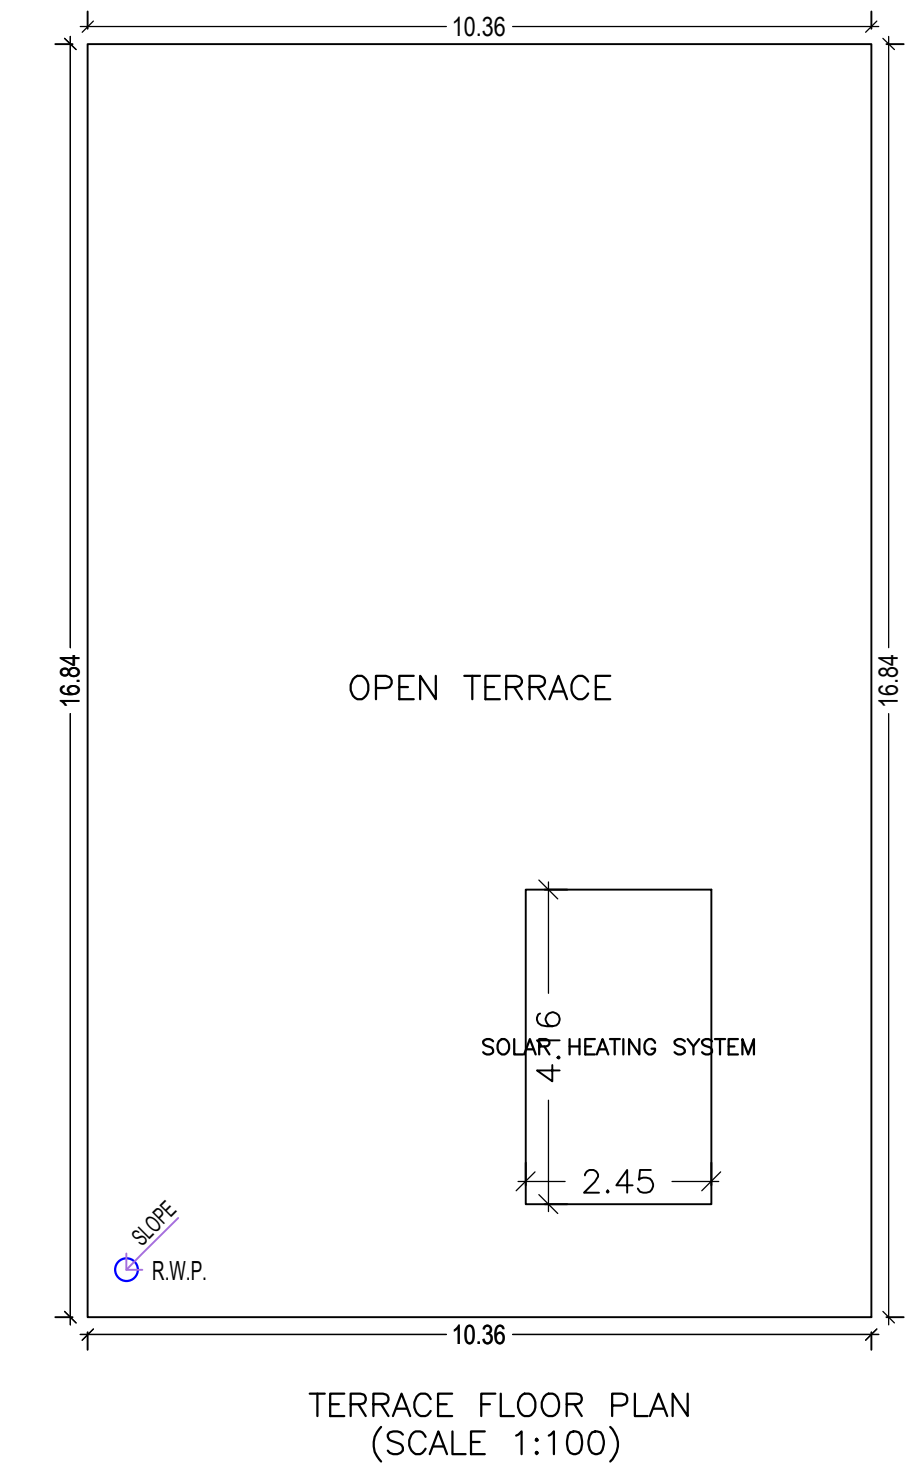 10.36
16.84
16.84
OPEN TERRACE
4.16
SOLAR HEATING SYSTEM
2.45
SLOPE
R.W.P.
10.36
TERRACE FLOOR PLAN
(SCALE 1:100)